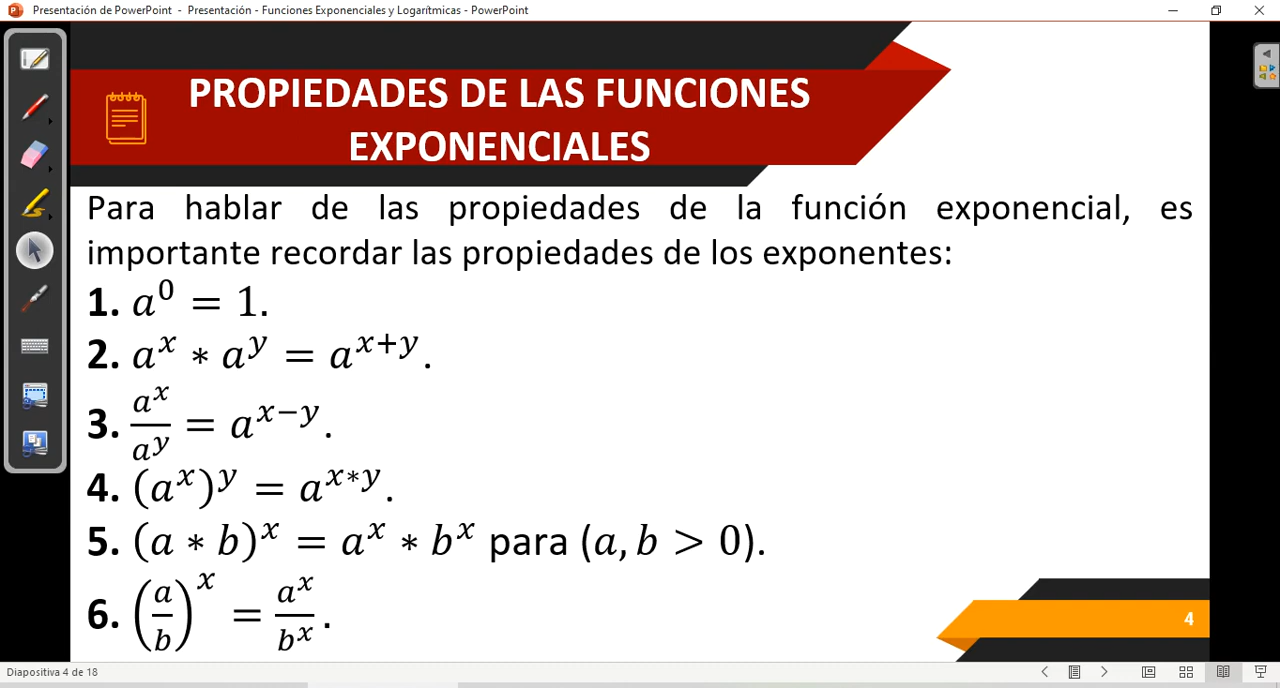 Presentación de PowerPoint - Presentación - Funciones Exponenciales y Logarítmicas - PowerPoint
PROPIEDADES DE LAS FUNCIONES
EXPONENCIALES
Para hablar de las propiedades de la función exponencial, es
importante recordar las propiedades de los exponentes:
1. a⁰ = 1.
2. a^x * a^y = a^(x+y).
3. a^x/a^y = a^(x−y).
4. (a^x)^y = a^(x*y).
5. (a * b)^x = a^x * b^x para (a, b > 0).
6. (a/b)^x = a^x/b^x.
4
Diapositiva 4 de 18